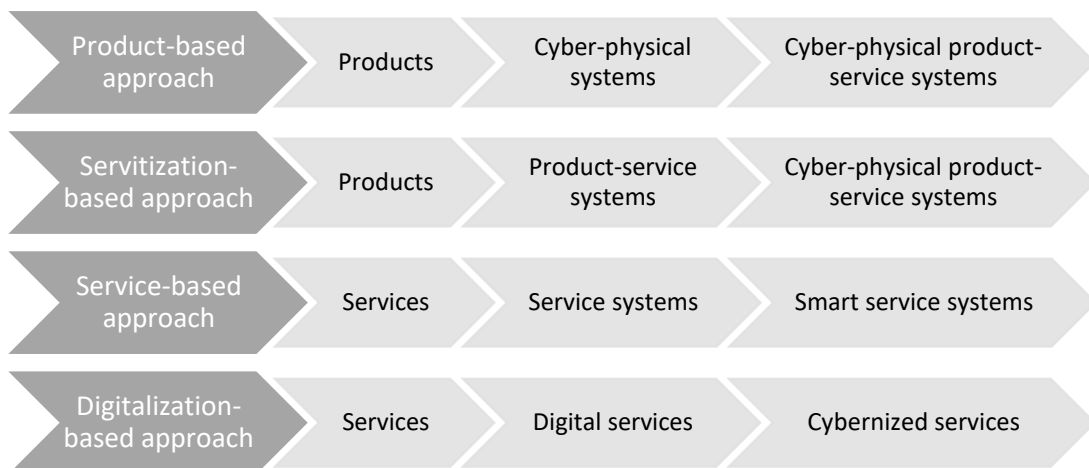 Product-based
approach
Products
Cyber-physical
systems
Cyber-physical product-
service systems
Servitization-
based approach
Products
Product-service
systems
Cyber-physical product-
service systems
Service-based
approach
Services
Service systems
Smart service systems
Digitalization-
based approach
Services
Digital services
Cybernized services